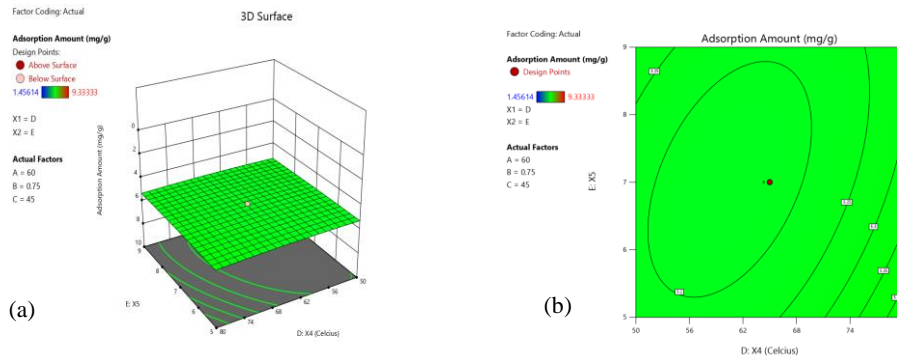 Factor Coding: Actual
3D Surface
Adsorption Amount (mg/g)
Design Points:
Above Surface
Below Surface
1.45614 9.33333
X1 = D
X2 = E
Actual Factors
A = 60
B = 0.75
C = 45
Adsorption Amount (mg/g)
0
2
4
6
8
10
9
8
7
6
5
E: X5
80
74
68
62
56
50
D: X4 (Celcius)
(a)
Factor Coding: Actual
Adsorption Amount (mg/g)
Adsorption Amount (mg/g)
Design Points
1.45614 9.33333
X1 = D
X2 = E
Actual Factors
A = 60
B = 0.75
C = 45
9
8
7
6
5
E: X5
50
56
62
68
74
D: X4 (Celcius)
(b)